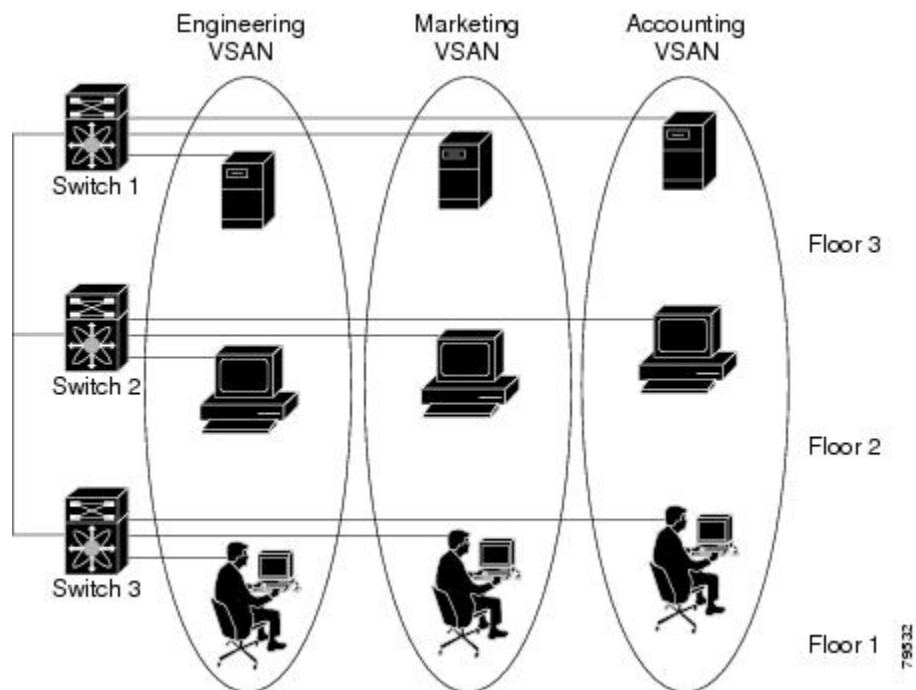 Engineering
VSAN
Marketing
VSAN
Accounting
VSAN
Switch 1
Floor 3
Switch 2
Floor 2
Switch 3
Floor 1
79532